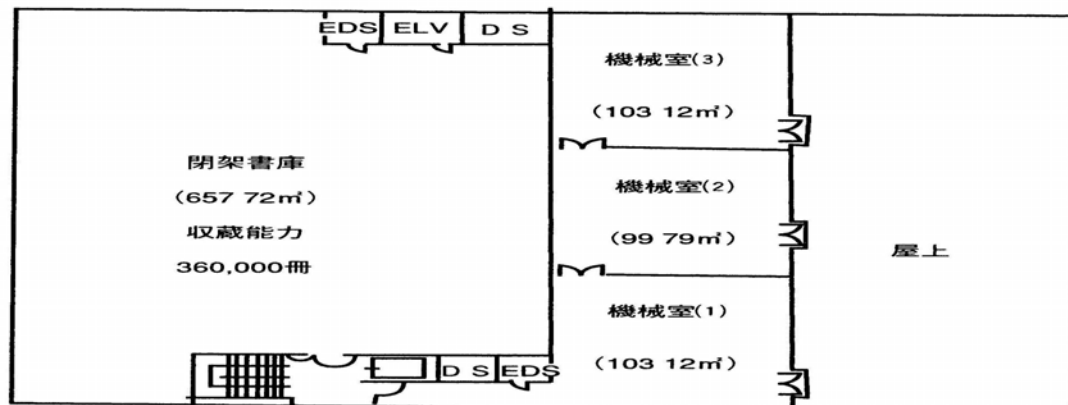 EDS
ELV
D S
機械室(3)
(103 12㎡)
閉架書庫
(657 72㎡)
収蔵能力
360,000冊
機械室(2)
(99 79㎡)
屋上
機械室(1)
(103 12㎡)
D S
EDS